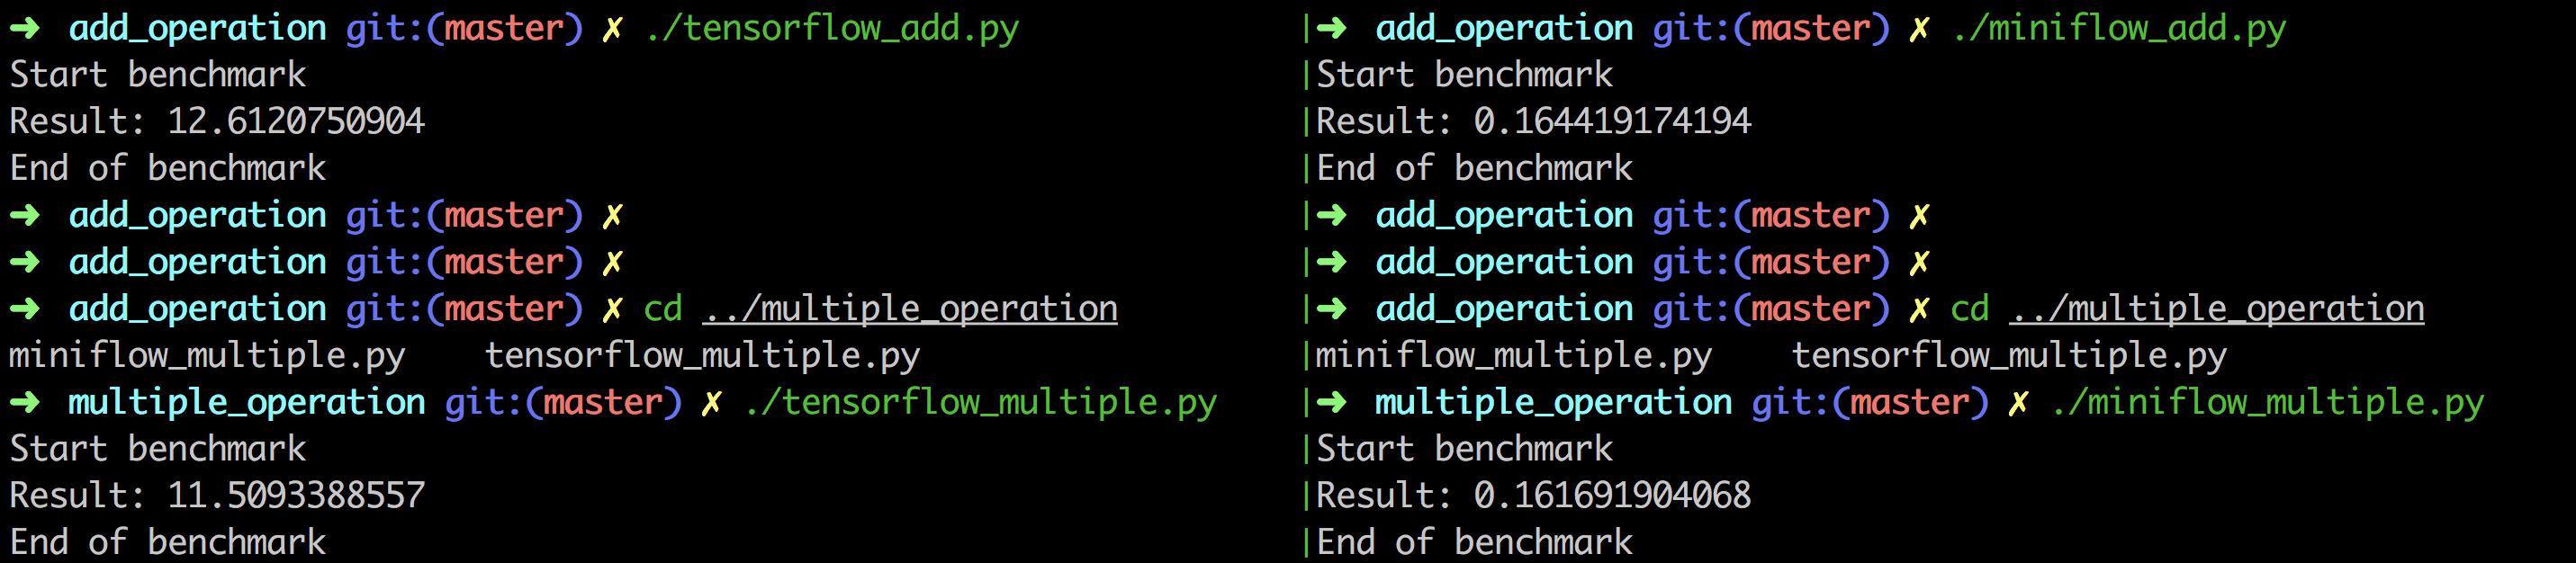 ➜  add_operation git:(master) ✗ ./tensorflow_add.py
Start benchmark
Result: 12.6120750904
End of benchmark
➜  add_operation git:(master) ✗
➜  add_operation git:(master) ✗
➜  add_operation git:(master) ✗ cd ../multiple_operation
miniflow_multiple.py    tensorflow_multiple.py
➜  multiple_operation git:(master) ✗ ./tensorflow_multiple.py
Start benchmark
Result: 11.5093388557
End of benchmark
➜  add_operation git:(master) ✗ ./miniflow_add.py
Start benchmark
Result: 0.164419174194
End of benchmark
➜  add_operation git:(master) ✗
➜  add_operation git:(master) ✗
➜  add_operation git:(master) ✗ cd ../multiple_operation
miniflow_multiple.py    tensorflow_multiple.py
➜  multiple_operation git:(master) ✗ ./miniflow_multiple.py
Start benchmark
Result: 0.161691904068
End of benchmark